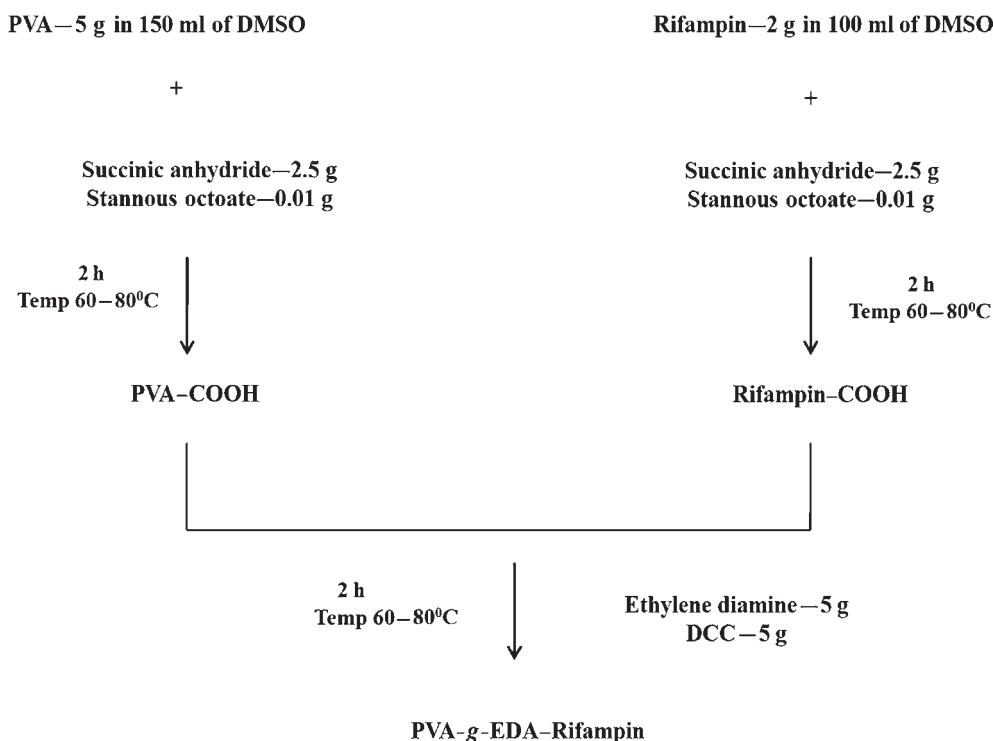 PVA—5 g in 150 ml of DMSO
+
Succinic anhydride—2.5 g
Stannous octoate—0.01 g
2 h
Temp 60–80⁰C
PVA–COOH
Rifampin—2 g in 100 ml of DMSO
+
Succinic anhydride—2.5 g
Stannous octoate—0.01 g
2 h
Temp 60–80⁰C
Rifampin–COOH
2 h
Temp 60–80⁰C
Ethylene diamine—5 g
DCC—5 g
PVA-g-EDA–Rifampin